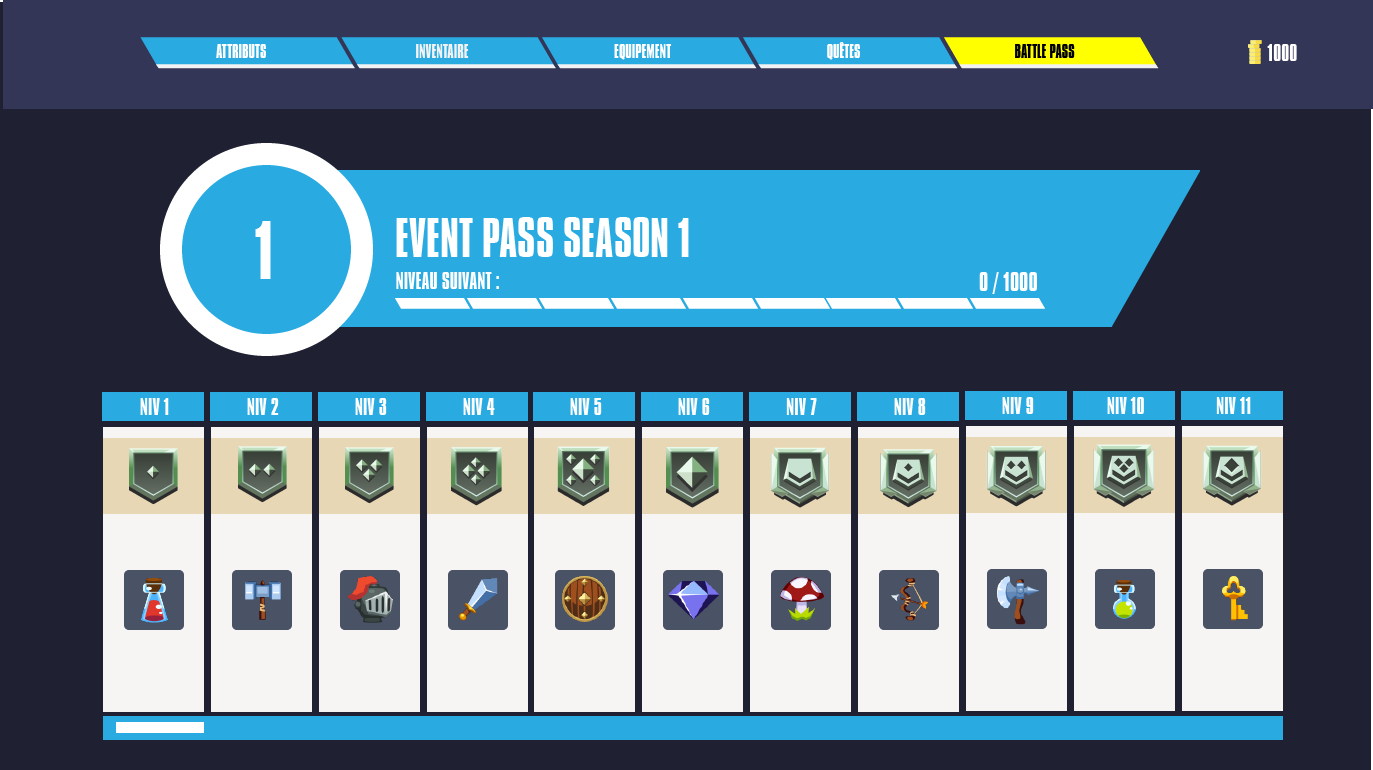 ATTRIBUTS
INVENTAIRE
EQUIPEMENT
QUÊTES
BATTLE PASS
1000
1
EVENT PASS SEASON 1
NIVEAU SUIVANT :
0 / 1000
NIV 1
NIV 2
NIV 3
NIV 4
NIV 5
NIV 6
NIV 7
NIV 8
NIV 9
NIV 10
NIV 11